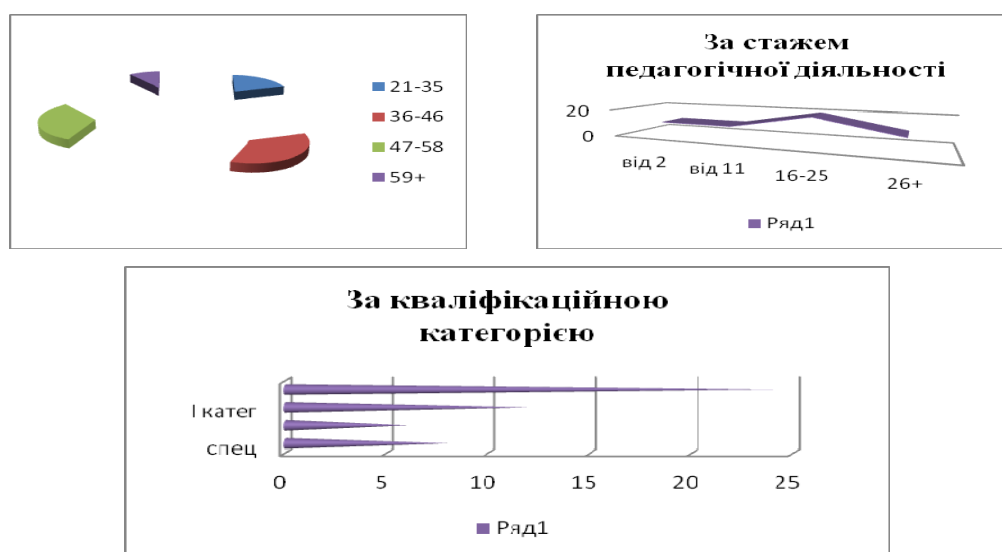 21-35
36-46
47-58
59+
За стажем
педагогічної діяльності
20
0
від 2
від 11
16-25
26+
Ряд1
За кваліфікаційною
категорією
І катег
спец
0 5 10 15 20 25
Ряд1